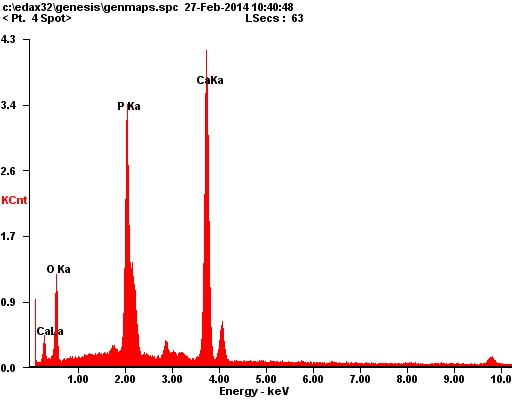 c:\edax32\genesis\genmaps.spc  27-Feb-2014 10:40:48
< Pt.  4 Spot>  LSecs :  63
4.3
CaKa
P Ka
3.4
2.6
KCnt
1.7
O Ka
0.9
CaLa
0.0
1.00 2.00 3.00 4.00 5.00 6.00 7.00 8.00 9.00 10.0
Energy - keV